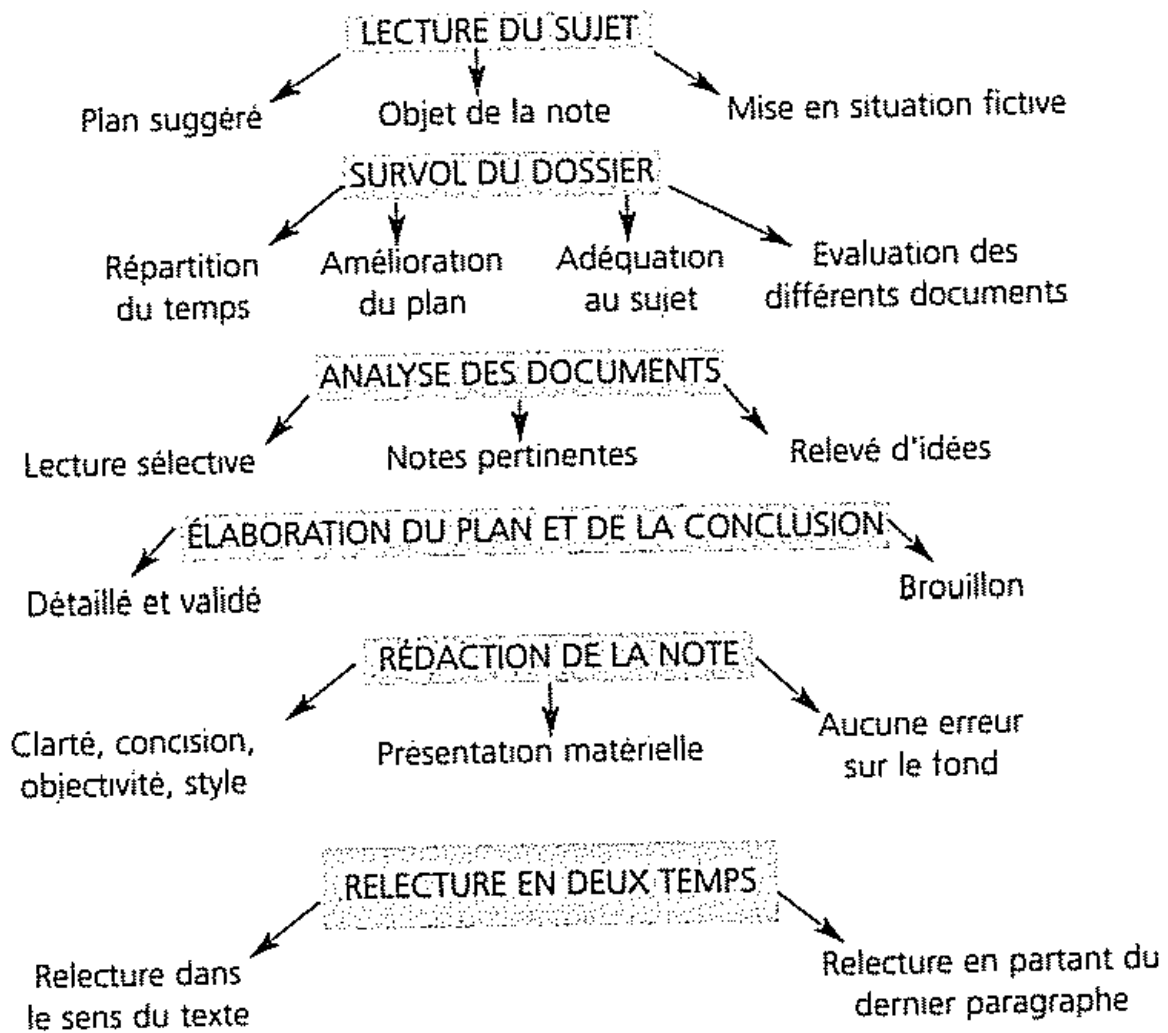 LECTURE DU SUJET
Plan suggéré
Objet de la note
Mise en situation fictive
SURVOL DU DOSSIER
Répartition
du temps
Amélioration
du plan
Adéquation
au sujet
Evaluation des
différents documents
ANALYSE DES DOCUMENTS
Lecture sélective
Notes pertinentes
Relevé d'idées
ÉLABORATION DU PLAN ET DE LA CONCLUSION
Détaillé et validé
Brouillon
RÉDACTION DE LA NOTE
Clarté, concision,
objectivité, style
Présentation matérielle
Aucune erreur
sur le fond
RELECTURE EN DEUX TEMPS
Relecture dans
le sens du texte
Relecture en partant du
dernier paragraphe